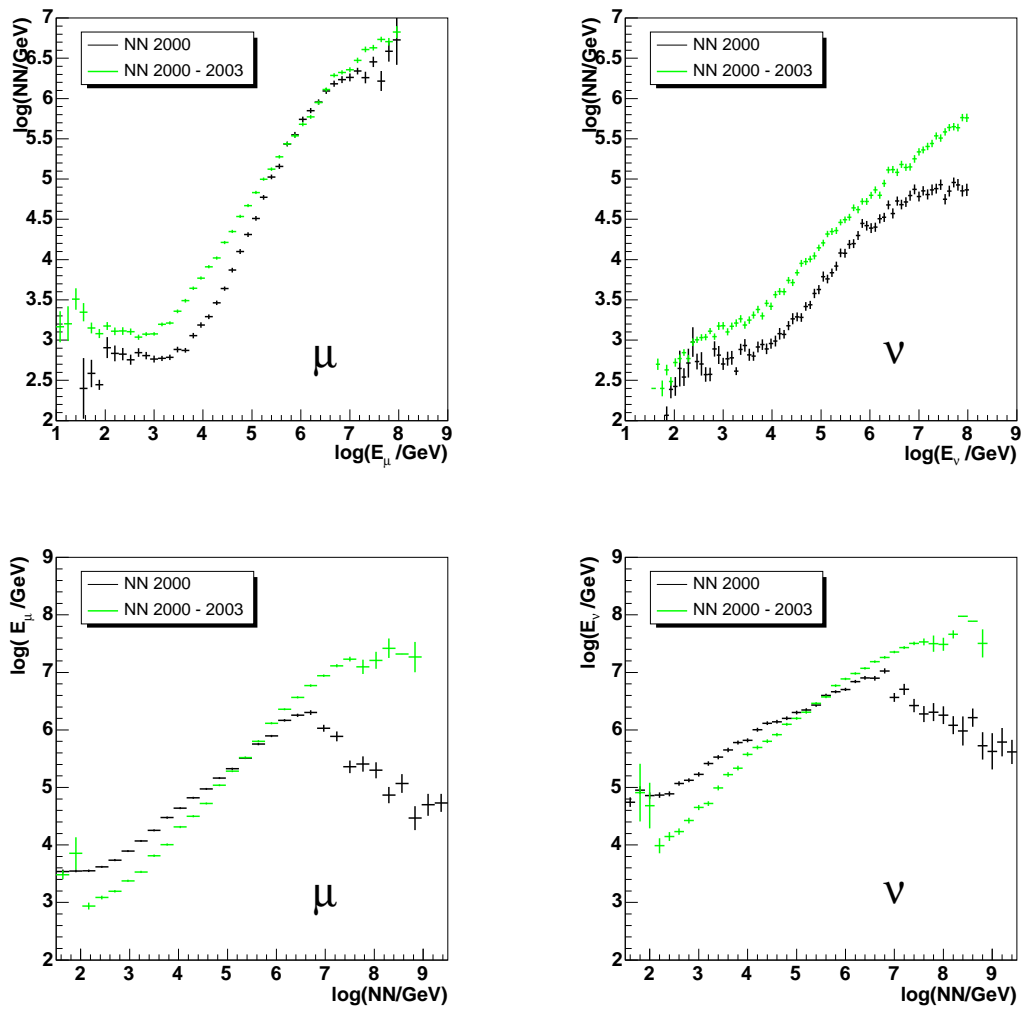 log(NN/GeV)
7
6.5
6
5.5
5
4.5
4
3.5
3
2.5
2
NN 2000
NN 2000 - 2003
μ
1 2 3 4 5 6 7 8 9
log(E_μ /GeV)
log(NN/GeV)
7
6.5
6
5.5
5
4.5
4
3.5
3
2.5
2
NN 2000
NN 2000 - 2003
ν
1 2 3 4 5 6 7 8 9
log(E_ν /GeV)
log( E_μ /GeV)
9
8
7
6
5
4
3
2
NN 2000
NN 2000 - 2003
μ
2 3 4 5 6 7 8 9
log(NN/GeV)
log(E_ν /GeV)
9
8
7
6
5
4
3
2
NN 2000
NN 2000 - 2003
ν
2 3 4 5 6 7 8 9
log(NN/GeV)